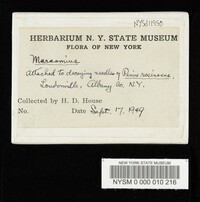 NYSf1950
HERBARIUM N. Y. STATE MUSEUM
FLORA OF NEW YORK
Marasmius
Attached to decaying needles of Pinus resinosa,
Loudonville, Albany Co. N.Y.
Collected by H. D. House
No. Date Sept. 17, 1949
NEW YORK STATE MUSEUM
NYSM 0 000 010 216